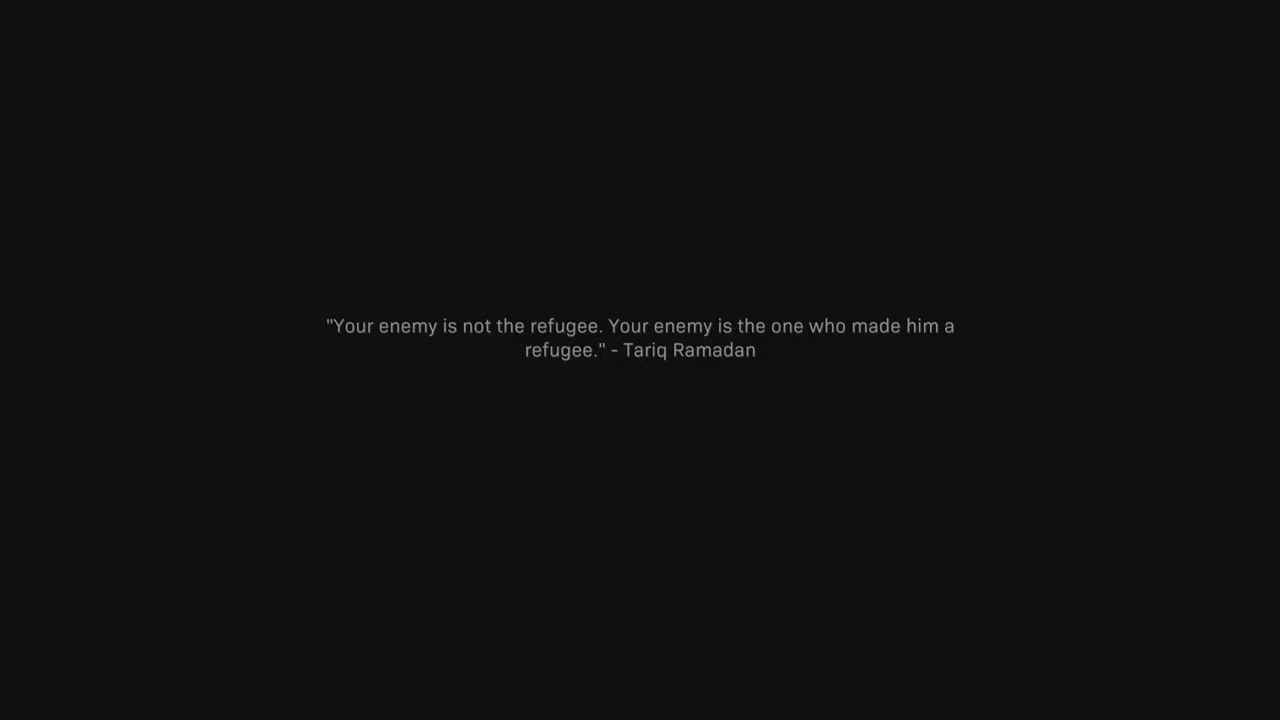 "Your enemy is not the refugee. Your enemy is the one who made him a
refugee." - Tariq Ramadan